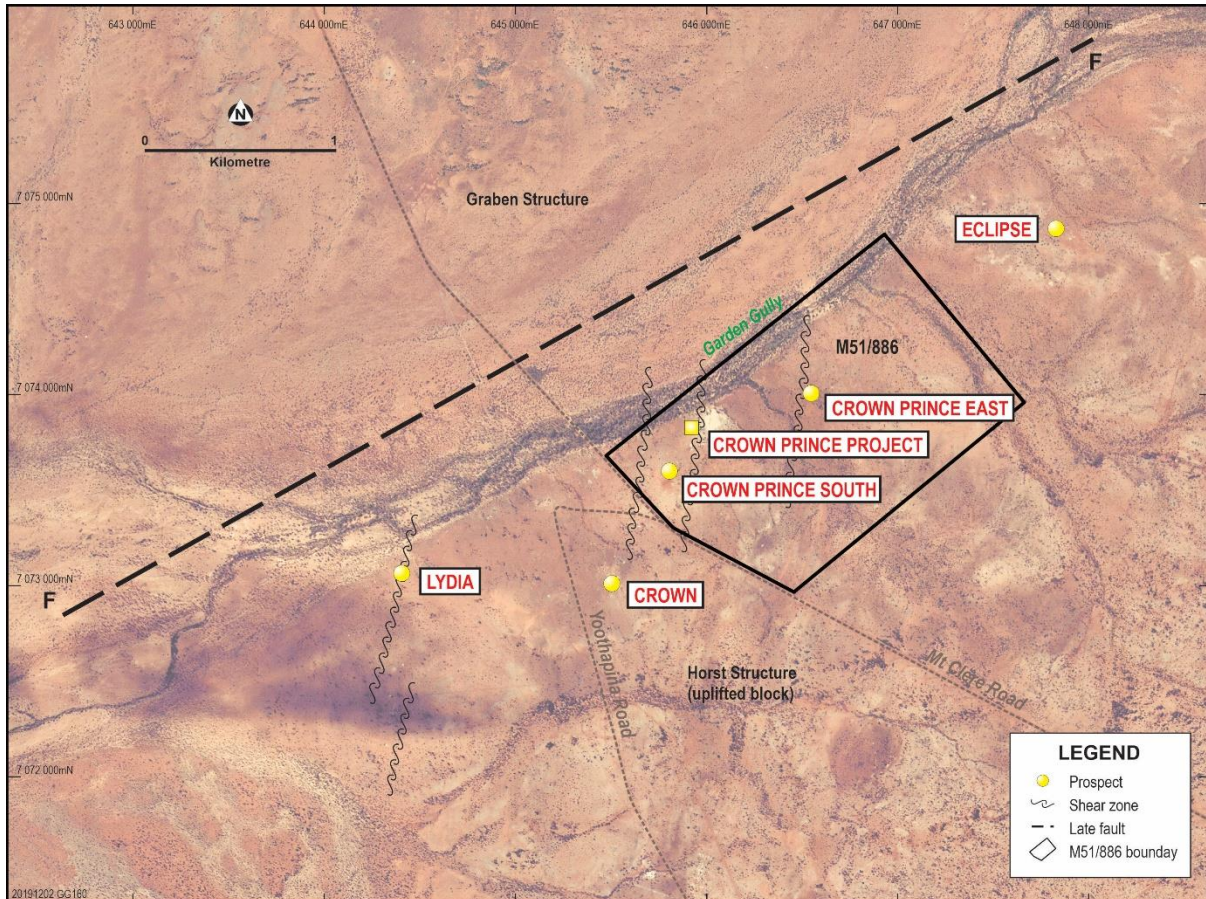 643 000mE
644 000mE
645 000mE
646 000mE
647 000mE
648 000mE
F
N
0
1
Kilometre
7 075 000mN
Graben Structure
ECLIPSE
Garden Gully
M51/886
7 074 000mN
CROWN PRINCE EAST
CROWN PRINCE PROJECT
CROWN PRINCE SOUTH
7 073 000mN
F
LYDIA
CROWN
Yoothapina Road
Horst Structure
(uplifted block)
Mt Clere Road
7 072 000mN
LEGEND
Prospect
Shear zone
Late fault
M51/886 bounday
20191202 GG160